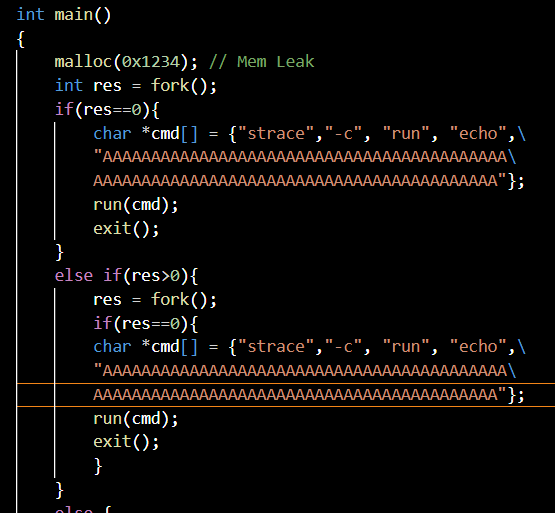 int main()
{
    malloc(0x1234); // Mem Leak
    int res = fork();
    if(res==0){
        char *cmd[] = {"strace","-c", "run", "echo",\
        "AAAAAAAAAAAAAAAAAAAAAAAAAAAAAAAAAAAAAAAAAA\
        AAAAAAAAAAAAAAAAAAAAAAAAAAAAAAAAAAAAAAAAAA"};
        run(cmd);
        exit();
    }
    else if(res>0){
        res = fork();
        if(res==0){
        char *cmd[] = {"strace","-c", "run", "echo",\
        "AAAAAAAAAAAAAAAAAAAAAAAAAAAAAAAAAAAAAAAAAA\
        AAAAAAAAAAAAAAAAAAAAAAAAAAAAAAAAAAAAAAAAAA"};
        run(cmd);
        exit();
        }
    }
    else {